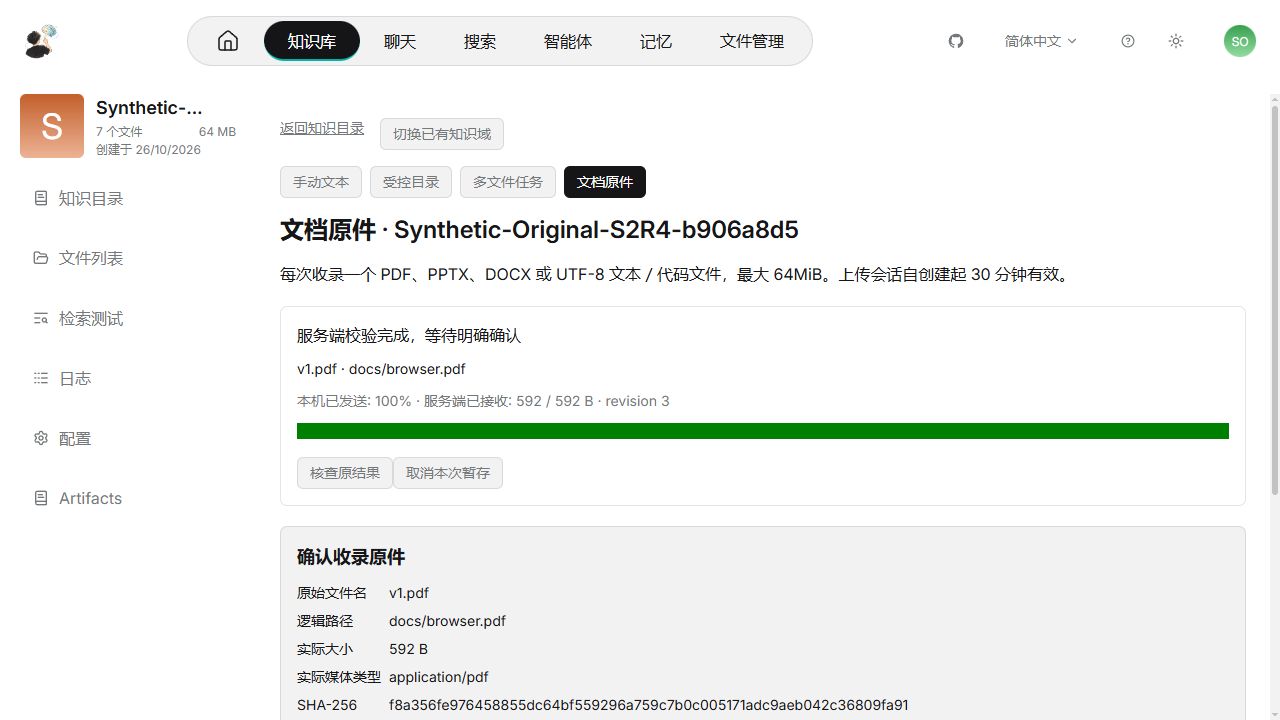 知识库
聊天
搜索
智能体
记忆
文件管理
简体中文
SO
S
Synthetic-...
7 个文件 64 MB
创建于 26/10/2026
知识目录
文件列表
检索测试
日志
配置
Artifacts
返回知识目录
切换已有知识域
手动文本
受控目录
多文件任务
文档原件
文档原件 · Synthetic-Original-S2R4-b906a8d5
每次收录一个 PDF、PPTX、DOCX 或 UTF-8 文本 / 代码文件，最大 64MiB。上传会话自创建起 30 分钟有效。
服务端校验完成，等待明确确认
v1.pdf · docs/browser.pdf
本机已发送: 100% · 服务端已接收: 592 / 592 B · revision 3
核查原结果
取消本次暂存
确认收录原件
原始文件名 v1.pdf
逻辑路径 docs/browser.pdf
实际大小 592 B
实际媒体类型 application/pdf
SHA-256 f8a356fe976458855dc64bf559296a759c7b0c005171adc9aeb042c36809fa91